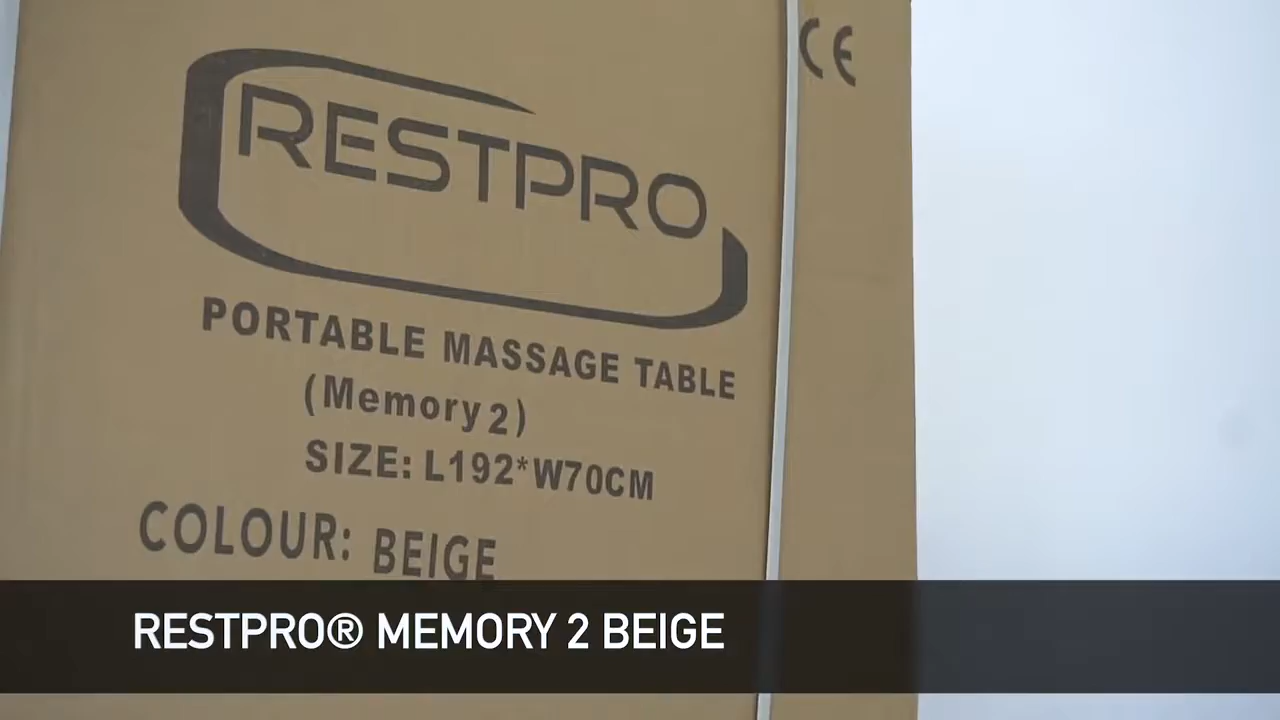 RESTPRO
CE
PORTABLE MASSAGE TABLE
(Memory 2)
SIZE: L192*W70CM
COLOUR: BEIGE
RESTPRO® MEMORY 2 BEIGE